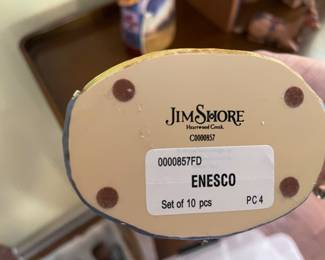 JIM SHORE
Heartwood Creek
C0000857
0000857FD
ENESCO
Set of 10 pcs PC 4